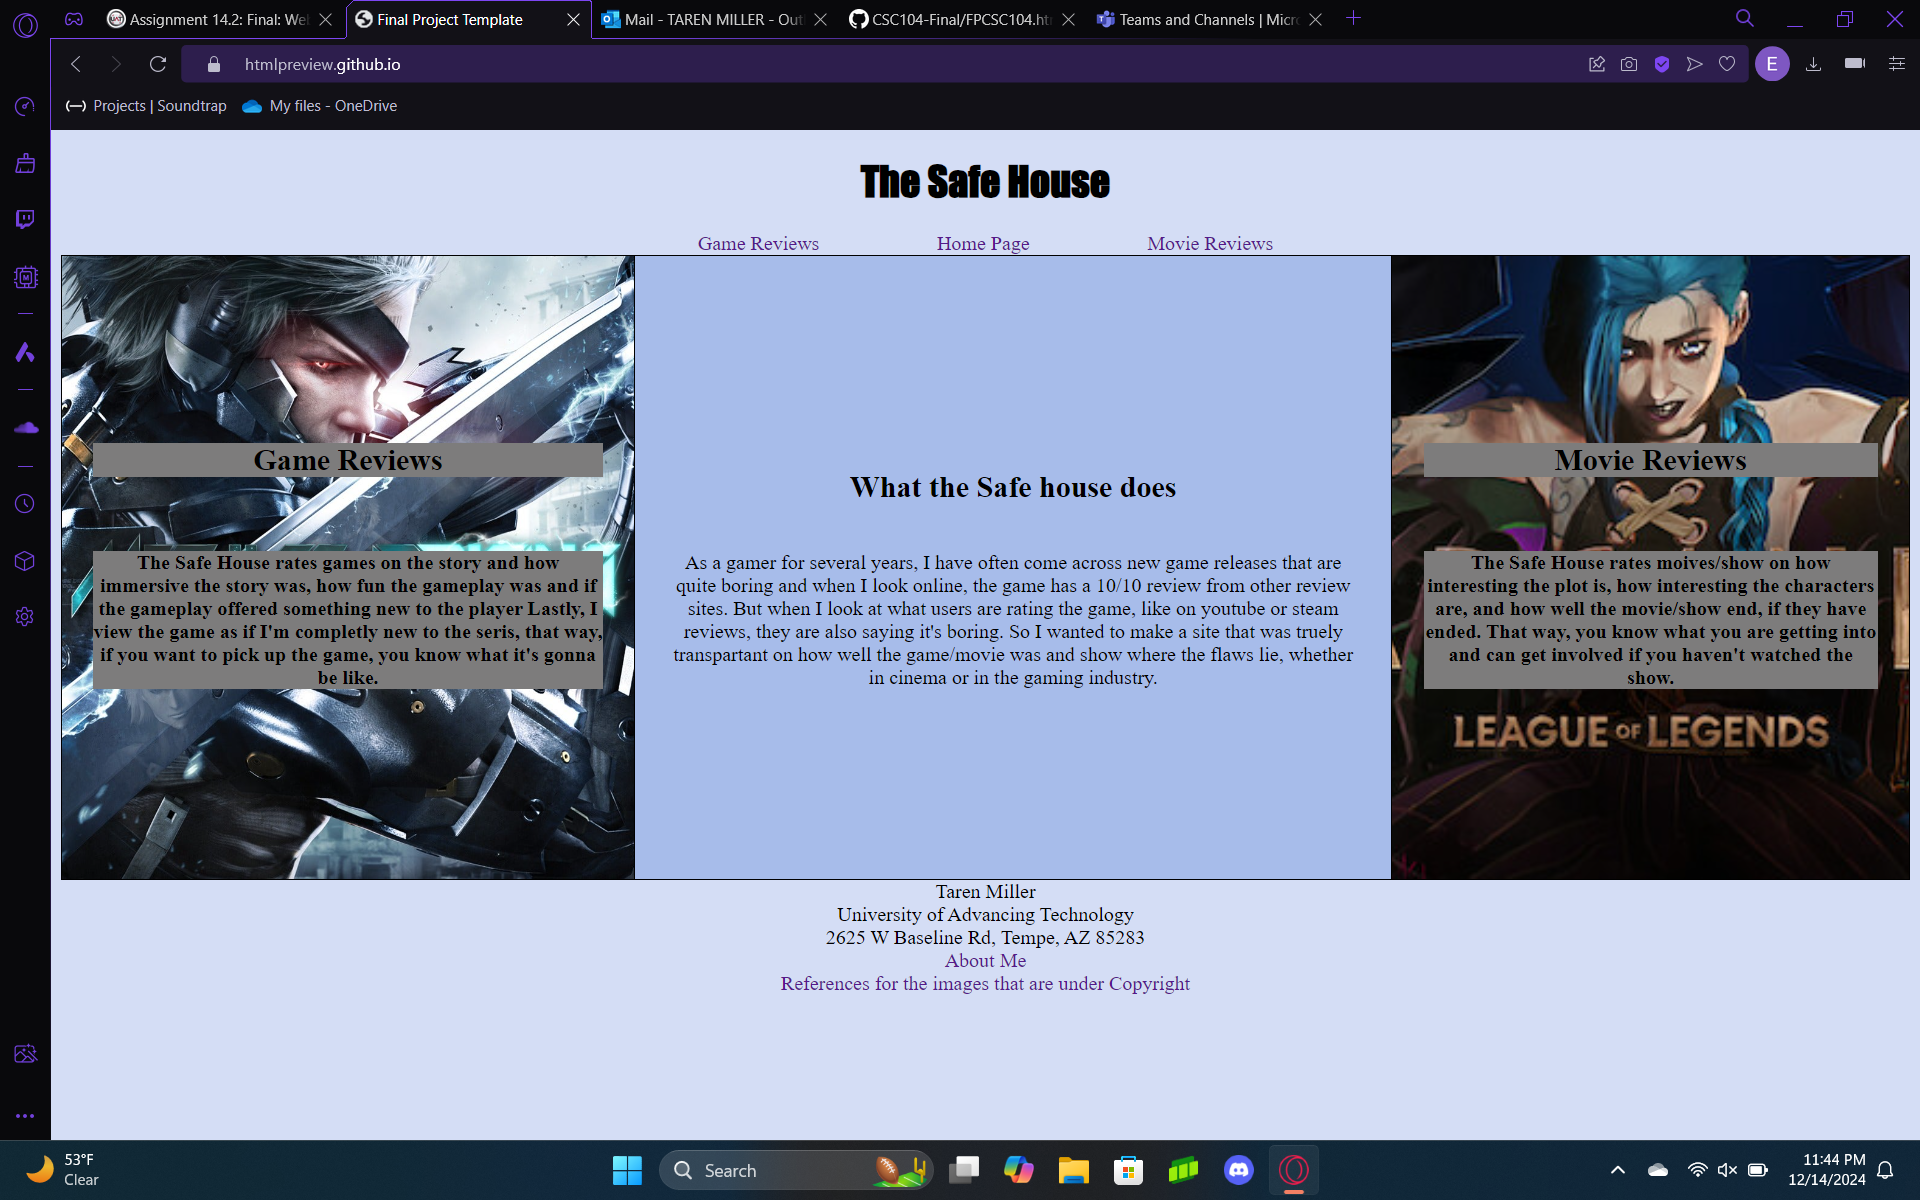 Assignment 14.2: Final: We
Final Project Template
Mail - TAREN MILLER - Out
CSC104-Final/FPCSC104.ht
Teams and Channels | Micr
htmlpreview.github.io
E
Projects | Soundtrap
My files - OneDrive
The Safe House
Game Reviews
Home Page
Movie Reviews
Game Reviews
The Safe House rates games on the story and how
immersive the story was, how fun the gameplay was and if
the gameplay offered something new to the player Lastly, I
view the game as if I'm completly new to the seris, that way,
if you want to pick up the game, you know what it's gonna
be like.
What the Safe house does
As a gamer for several years, I have often come across new game releases that are
quite boring and when I look online, the game has a 10/10 review from other review
sites. But when I look at what users are rating the game, like on youtube or steam
reviews, they are also saying it's boring. So I wanted to make a site that was truely
transpartant on how well the game/movie was and show where the flaws lie, whether
in cinema or in the gaming industry.
Movie Reviews
The Safe House rates moives/show on how
interesting the plot is, how interesting the characters
are, and how well the movie/show end, if they have
ended. That way, you know what you are getting into
and can get involved if you haven't watched the
show.
LEAGUE OF LEGENDS
Taren Miller
University of Advancing Technology
2625 W Baseline Rd, Tempe, AZ 85283
About Me
References for the images that are under Copyright
53°F
Clear
Search
11:44 PM
12/14/2024